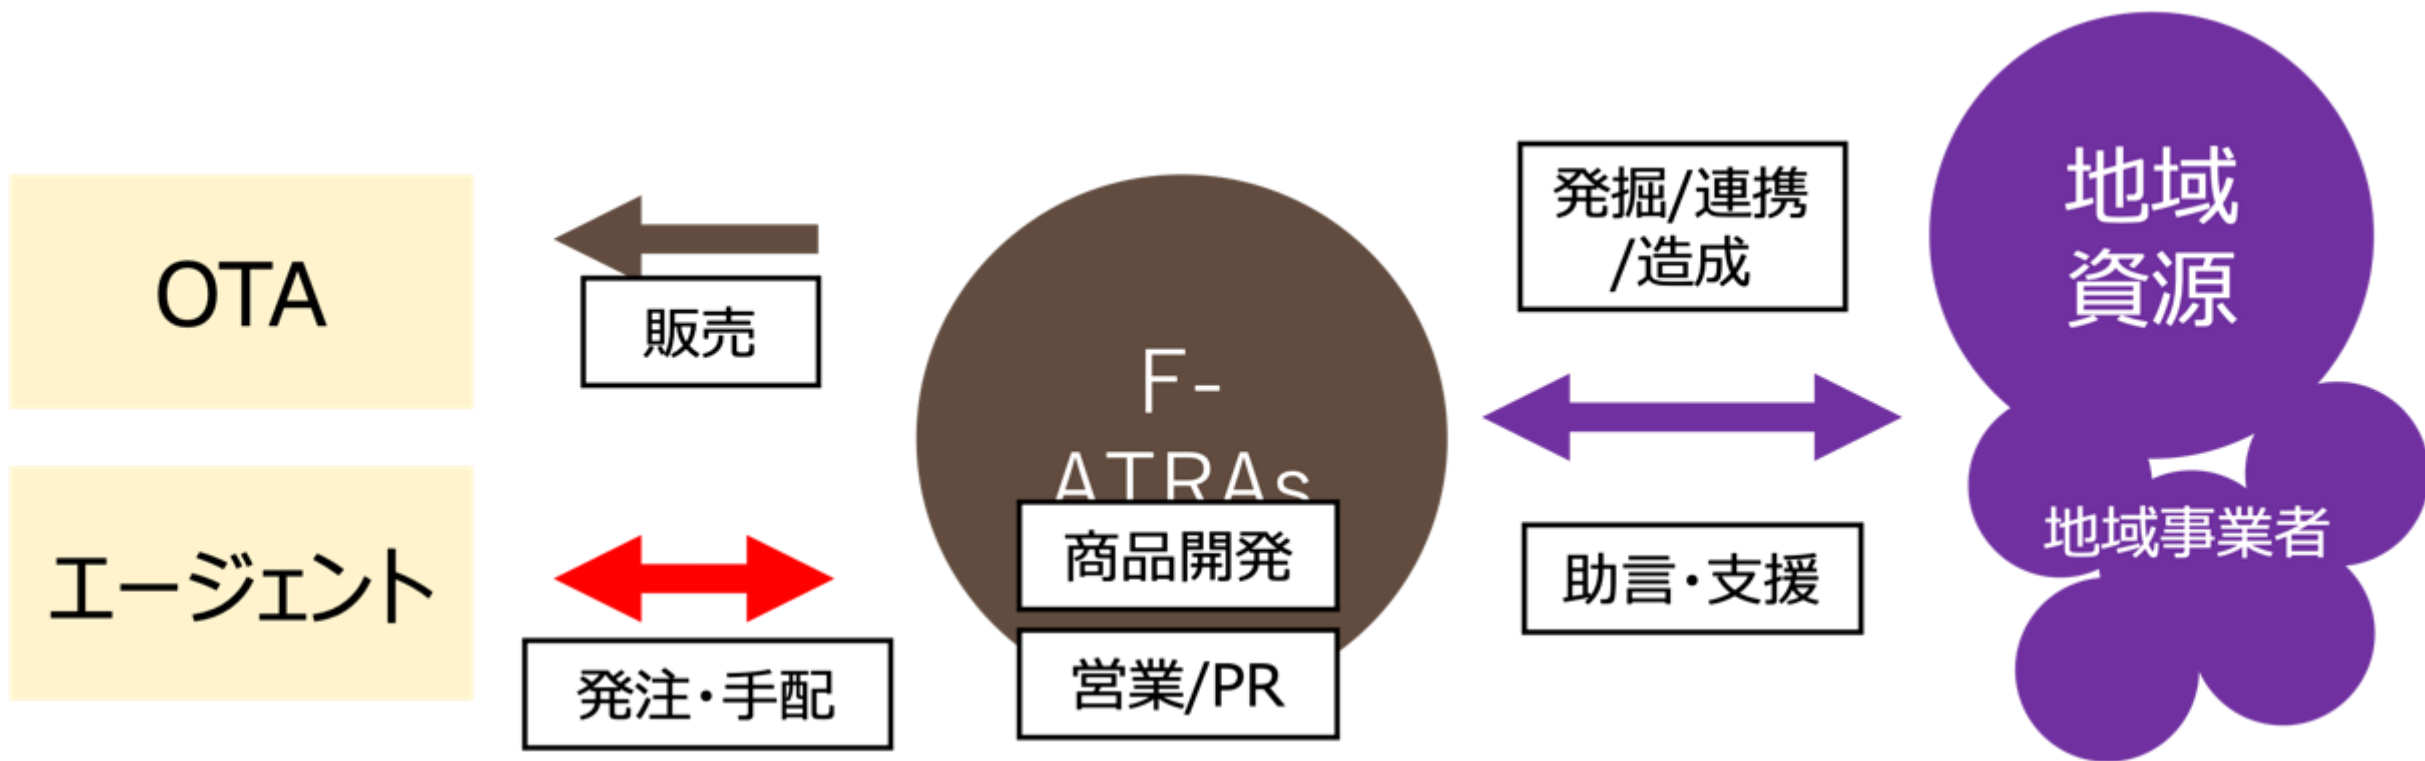 OTA
エージェント
販売
発注・手配
F-
ATRAs
商品開発
営業/PR
発掘/連携
/造成
助言・支援
地域
資源
地域事業者